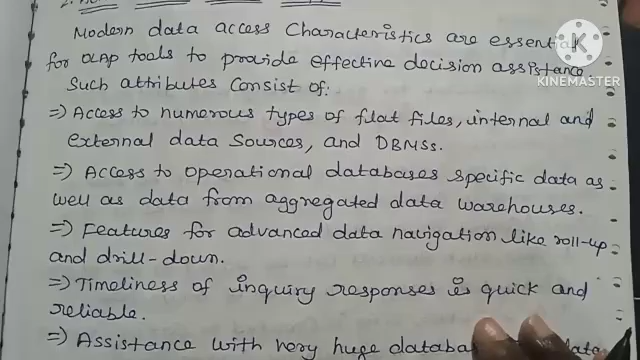 Modern data access characteristics are essential
for OLAP tools to provide effective decision assistance
Such attributes consist of:
=> Access to numerous types of flat files, internal and
external data sources, and DBMSs.
=> Access to operational databases specific data as
well as data from aggregated data warehouses.
=> Features for advanced data navigation like roll-up
and drill-down.
=> Timeliness of inquiry responses is quick and
reliable.
=> Assistance with very huge data
K
KINEMASTER